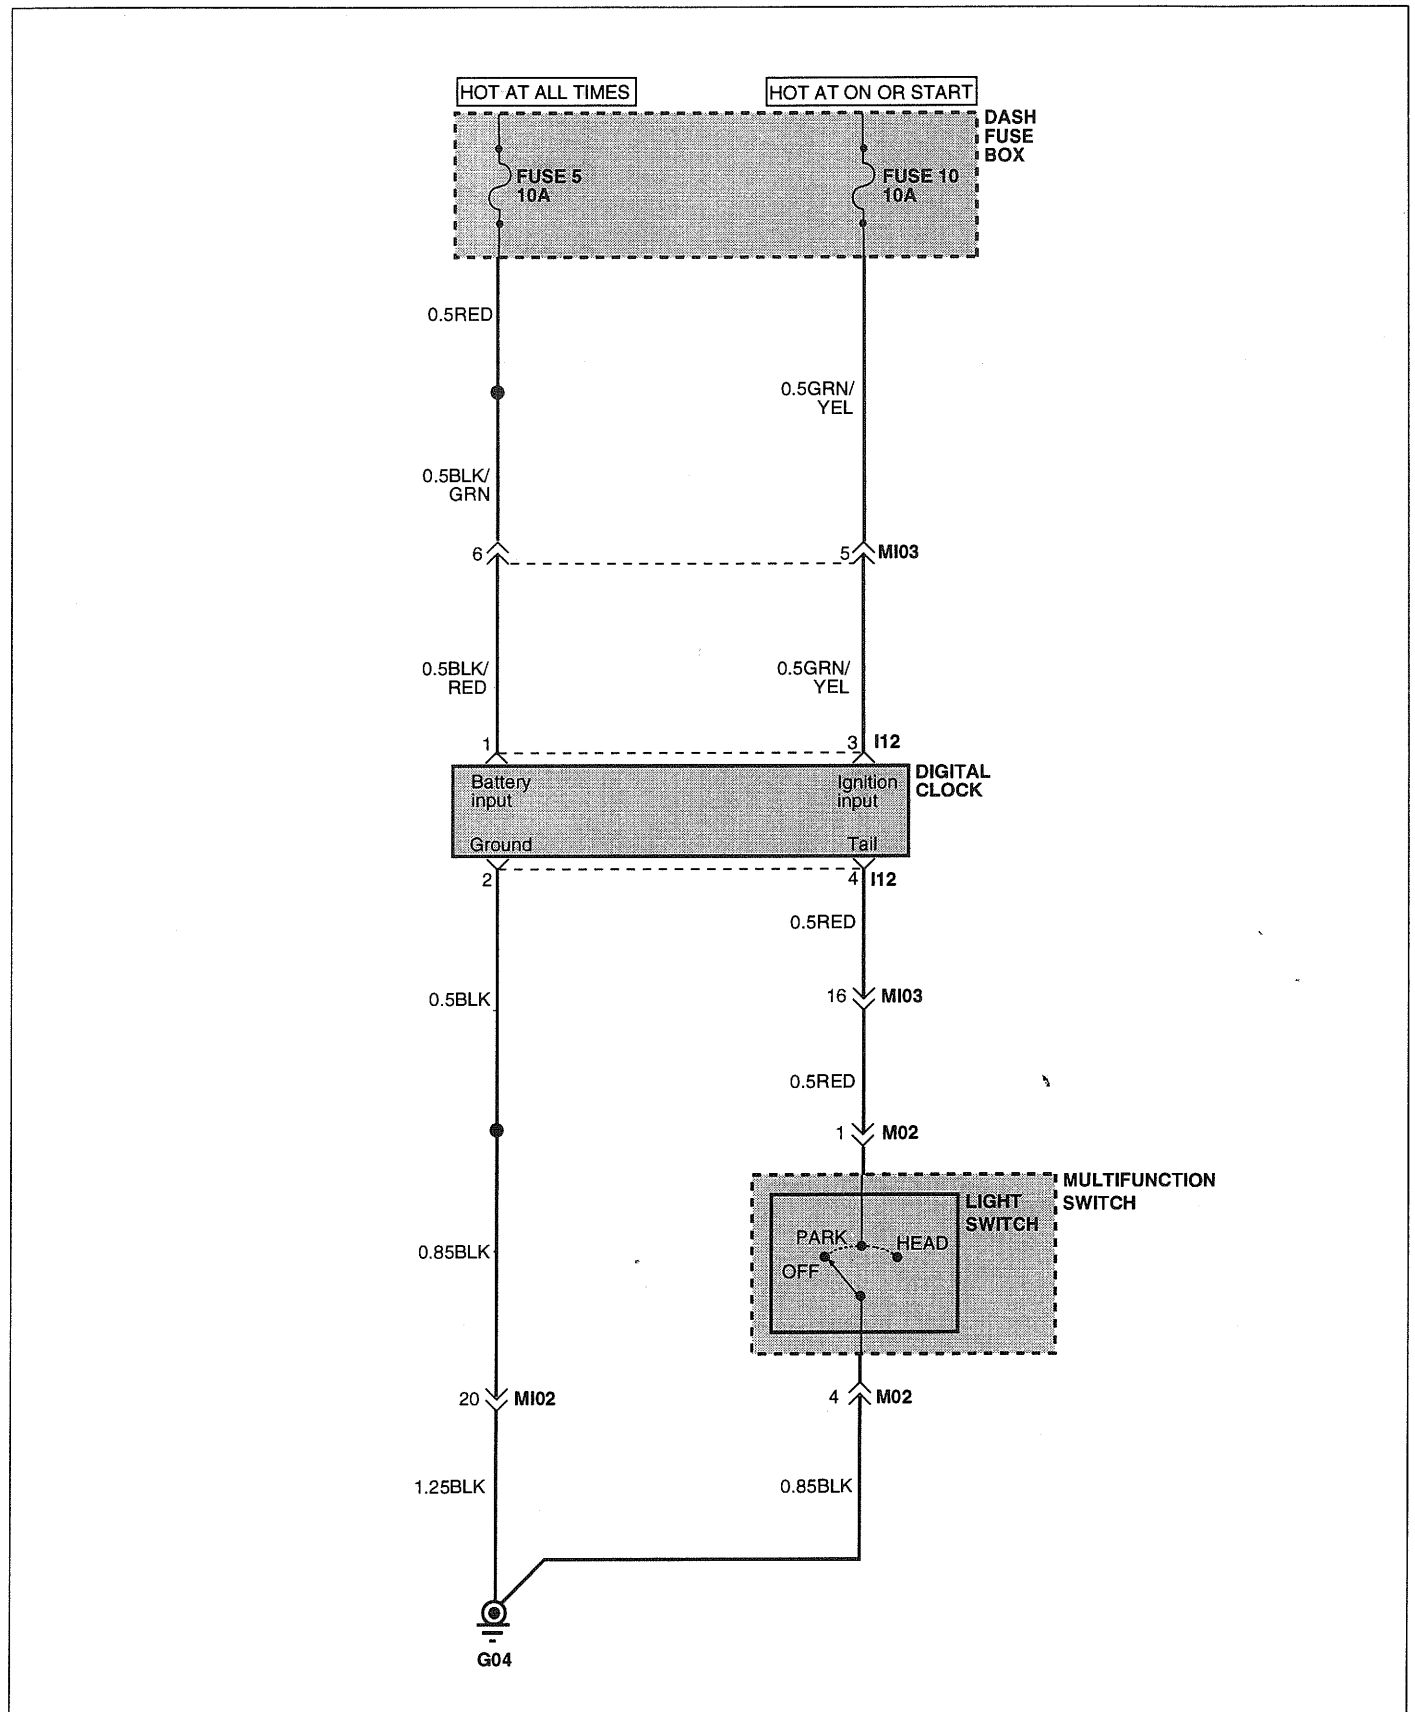 HOT AT ALL TIMES
HOT AT ON OR START
DASH
FUSE
BOX
FUSE 5
10A
FUSE 10
10A
0.5RED
0.5GRN/
YEL
0.5BLK/
GRN
6
5
MI03
0.5BLK/
RED
0.5GRN/
YEL
1
3
I12
DIGITAL
CLOCK
Battery
input
Ignition
input
Ground
Tail
2
4
I12
0.5RED
0.5BLK
16
MI03
0.5RED
1
M02
MULTIFUNCTION
SWITCH
LIGHT
SWITCH
PARK
HEAD
OFF
0.85BLK
20
MI02
4
M02
1.25BLK
0.85BLK
G04